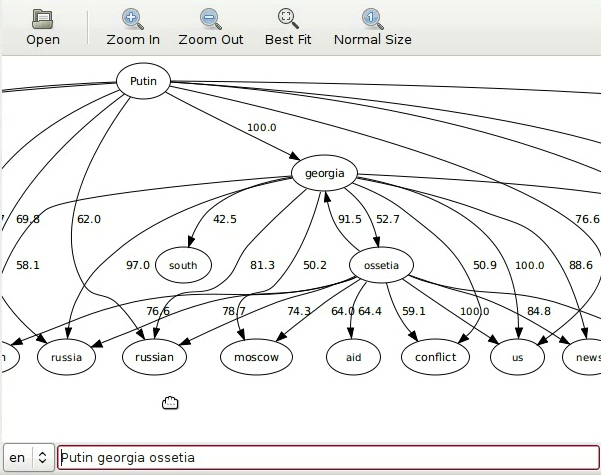 Open Zoom In Zoom Out Best Fit Normal Size
Putin
100.0
georgia
69.8 62.0 42.5 91.5 52.7 76.6
58.1 97.0 south 81.3 50.2 ossetia 50.9 100.0 88.6
76.6 78.7 74.3 64.0 64.4 59.1 100.0 84.8
russia russian moscow aid conflict us news
en Putin georgia ossetia